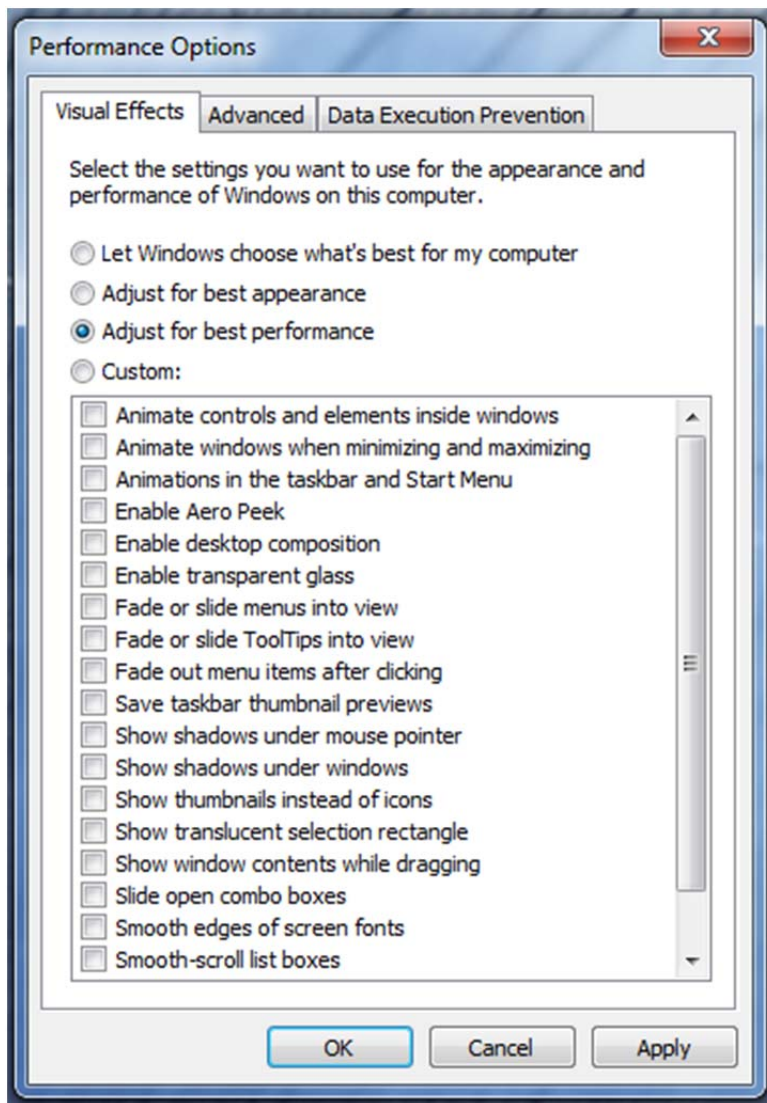 Performance Options
Visual Effects
Advanced
Data Execution Prevention
Select the settings you want to use for the appearance and
performance of Windows on this computer.
Let Windows choose what's best for my computer
Adjust for best appearance
Adjust for best performance
Custom:
Animate controls and elements inside windows
Animate windows when minimizing and maximizing
Animations in the taskbar and Start Menu
Enable Aero Peek
Enable desktop composition
Enable transparent glass
Fade or slide menus into view
Fade or slide ToolTips into view
Fade out menu items after clicking
Save taskbar thumbnail previews
Show shadows under mouse pointer
Show shadows under windows
Show thumbnails instead of icons
Show translucent selection rectangle
Show window contents while dragging
Slide open combo boxes
Smooth edges of screen fonts
Smooth-scroll list boxes
OK
Cancel
Apply